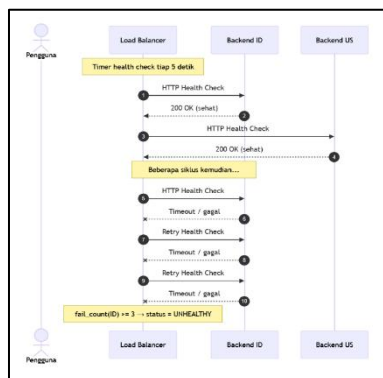 Pengguna
Load Balancer
Backend ID
Backend US
Timer health check tiap 5 detik
HTTP Health Check
1
200 OK (sehat)
2
HTTP Health Check
3
200 OK (sehat)
4
Beberapa siklus kemudian...
HTTP Health Check
5
Timeout / gagal
6
Retry Health Check
7
Timeout / gagal
8
Retry Health Check
9
Timeout / gagal
10
fail_count(ID) >= 3 → status = UNHEALTHY
Pengguna
Load Balancer
Backend ID
Backend US